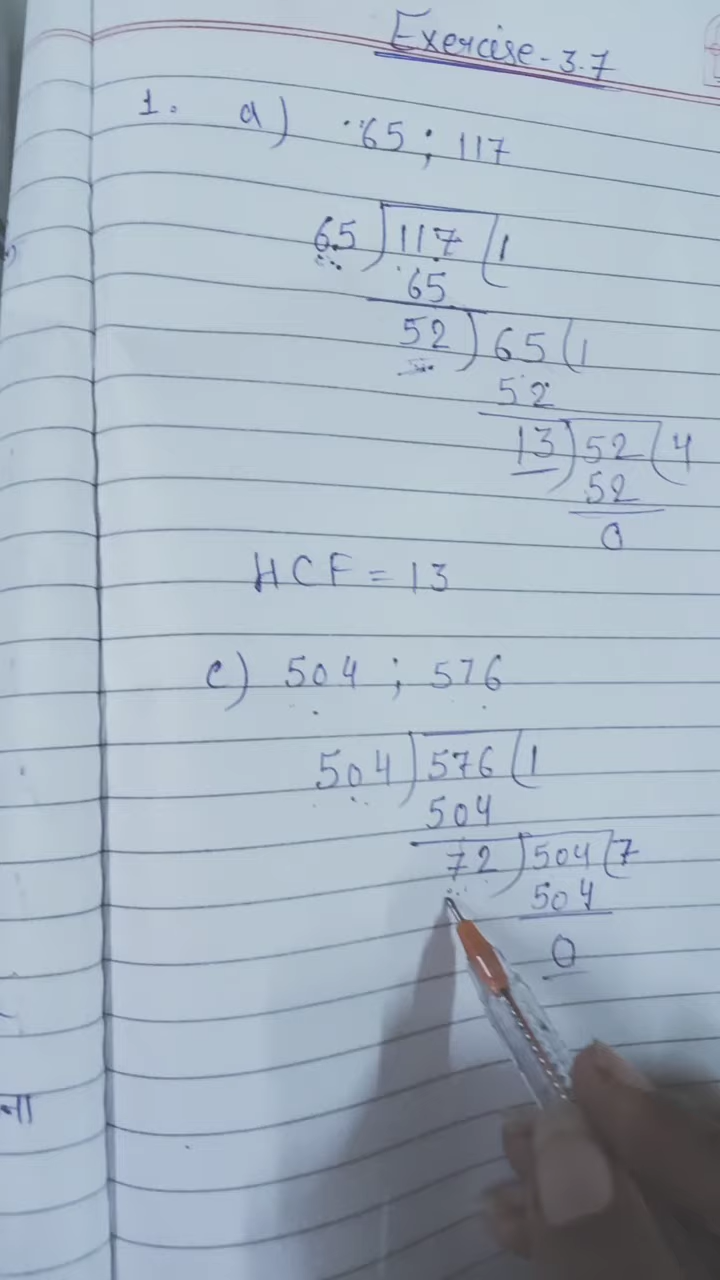 Exercise-3.7
1. a) 65 ; 117
65 ) 117 ( 1
65
52 ) 65 ( 1
52
13 ) 52 ( 4
52
0
HCF = 13
c) 504 ; 576
504 ) 576 ( 1
504
72 ) 504 ( 7
504
0